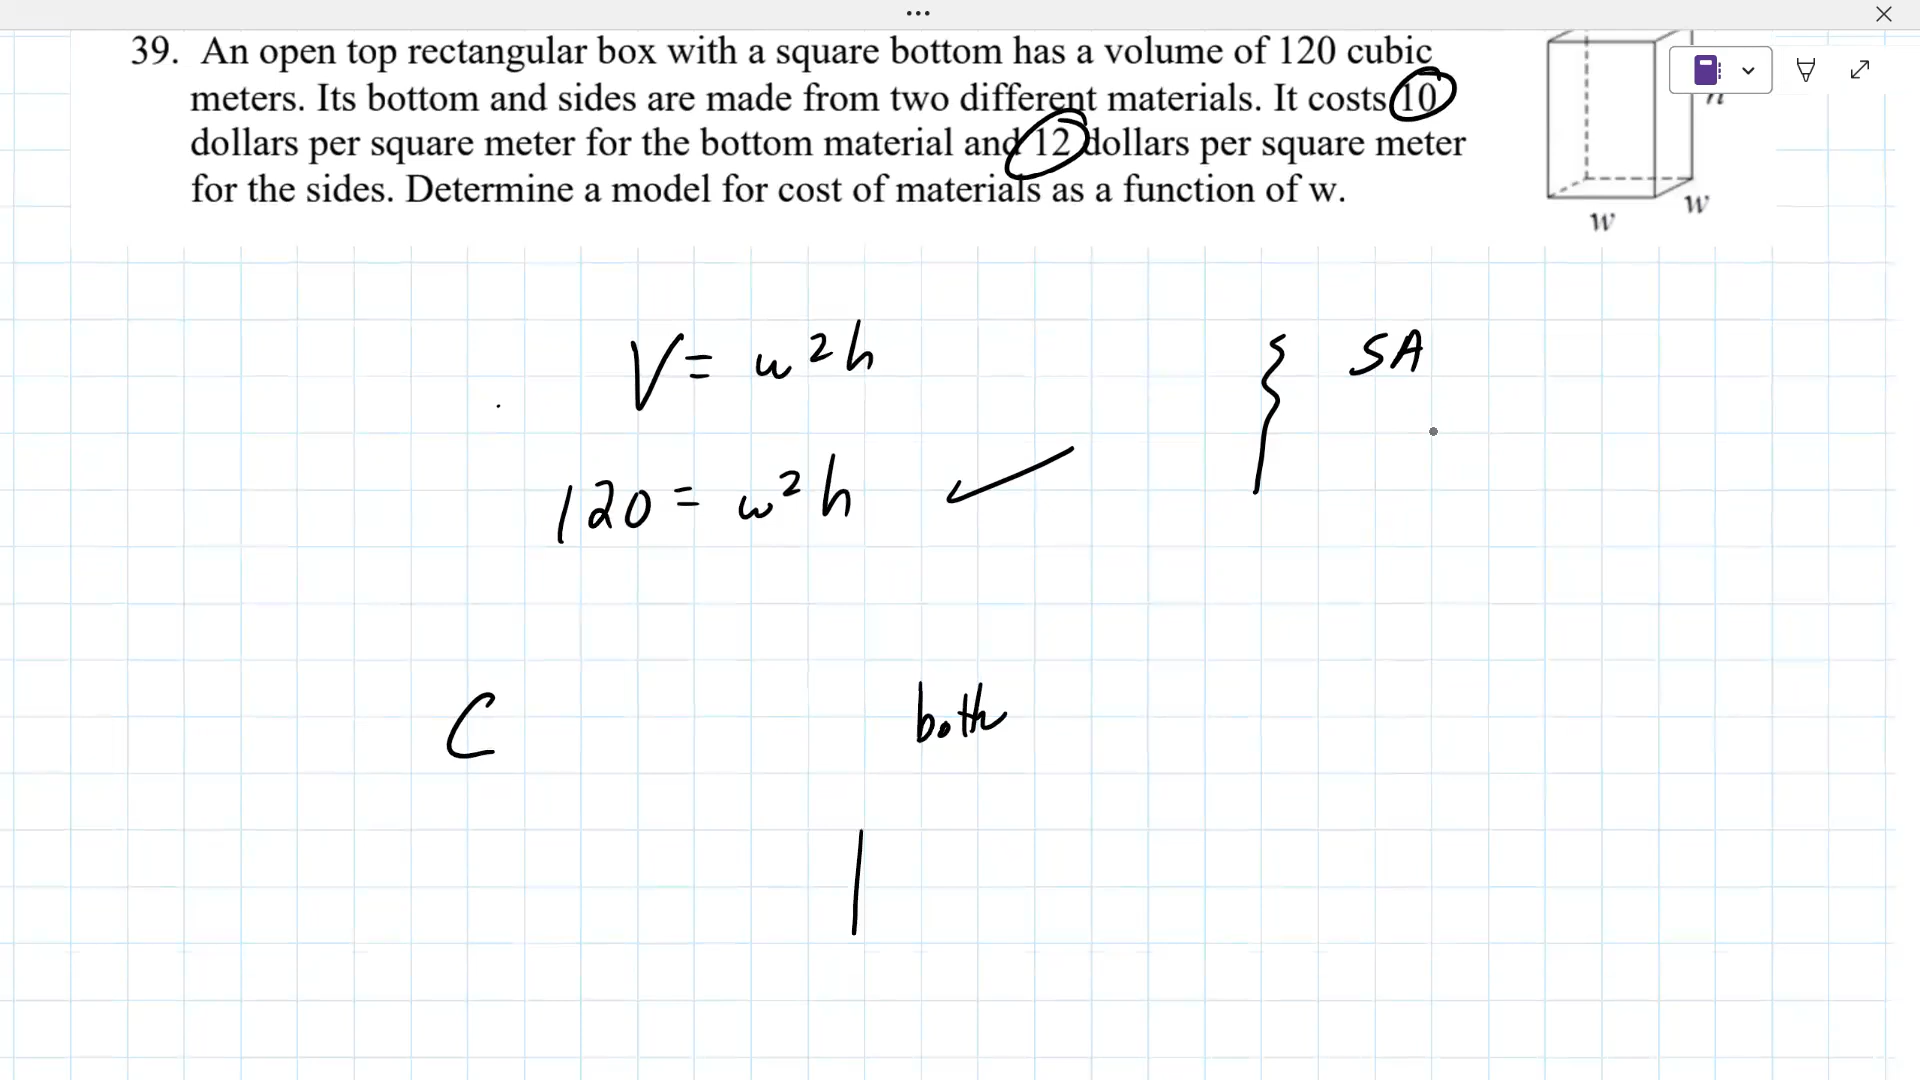 39. An open top rectangular box with a square bottom has a volume of 120 cubic
meters. Its bottom and sides are made from two different materials. It costs 10
dollars per square meter for the bottom material and 12 dollars per square meter
for the sides. Determine a model for cost of materials as a function of w.
h
w
w
V = w²h
SA
120 = w²h
C
both